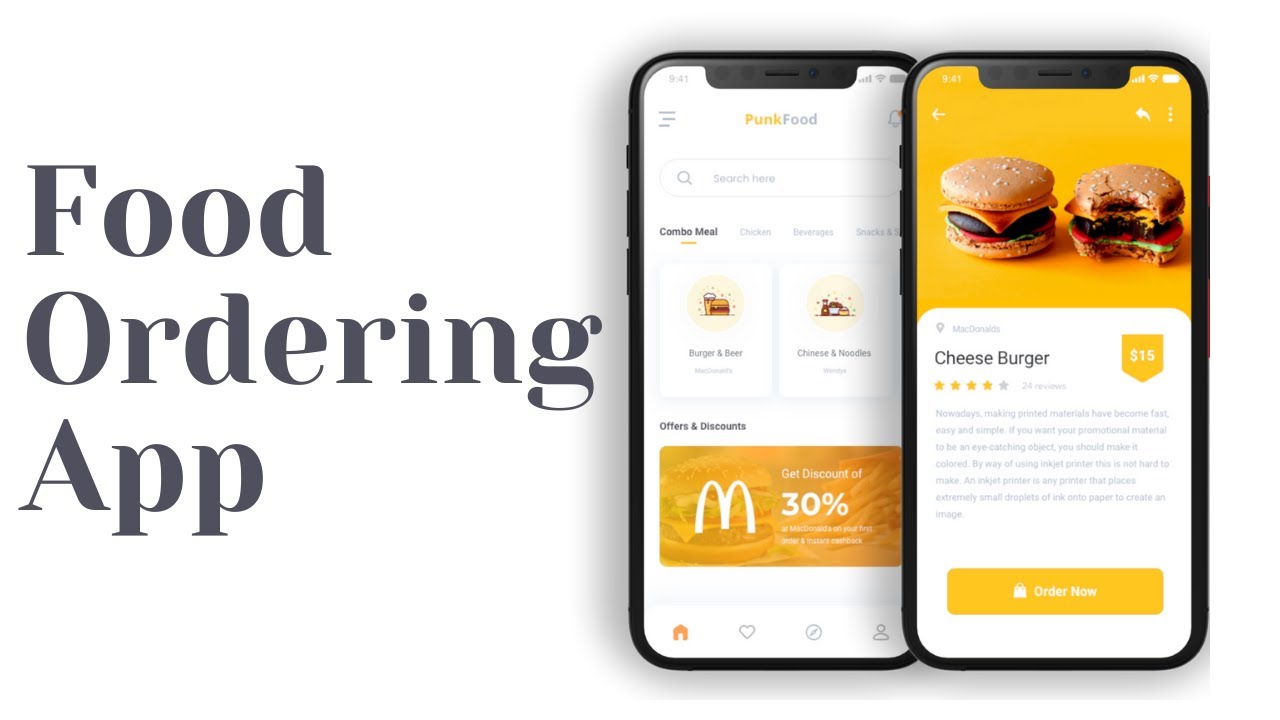 Food
Ordering
App
9:41
PunkFood
Search here
Combo Meal
Chicken
Beverages
Snacks & S
Burger & Beer
MacDonald's
Chinese & Noodles
Wendys
Offers & Discounts
Get Discount of
30%
at MacDonald's on your first
order & Instant cashback
9:41
MacDonalds
Cheese Burger
$15
24 reviews
Nowadays, making printed materials have become fast,
easy and simple. If you want your promotional material
to be an eye-catching object, you should make it
colored. By way of using inkjet printer this is not hard to
make. An inkjet printer is any printer that places
extremely small droplets of ink onto paper to create an
image.
Order Now